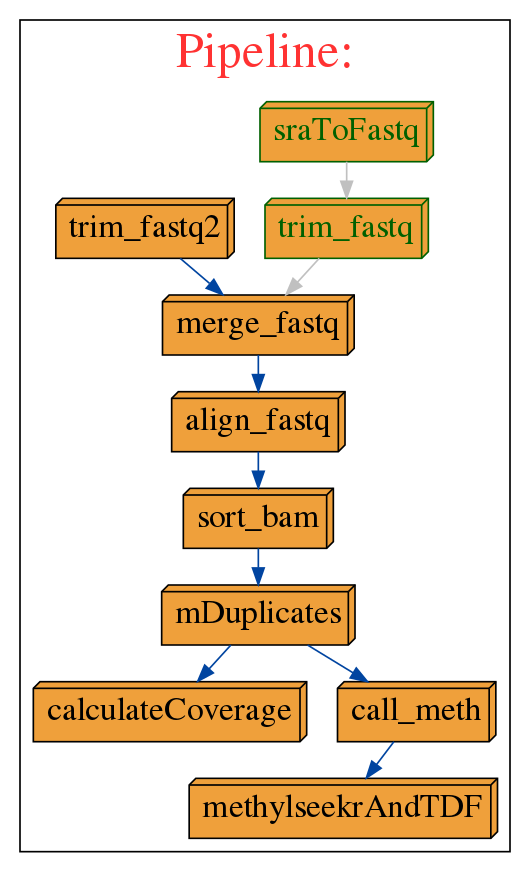 Pipeline:
sraToFastq
trim_fastq2
trim_fastq
merge_fastq
align_fastq
sort_bam
mDuplicates
calculateCoverage
call_meth
methylseekrAndTDF